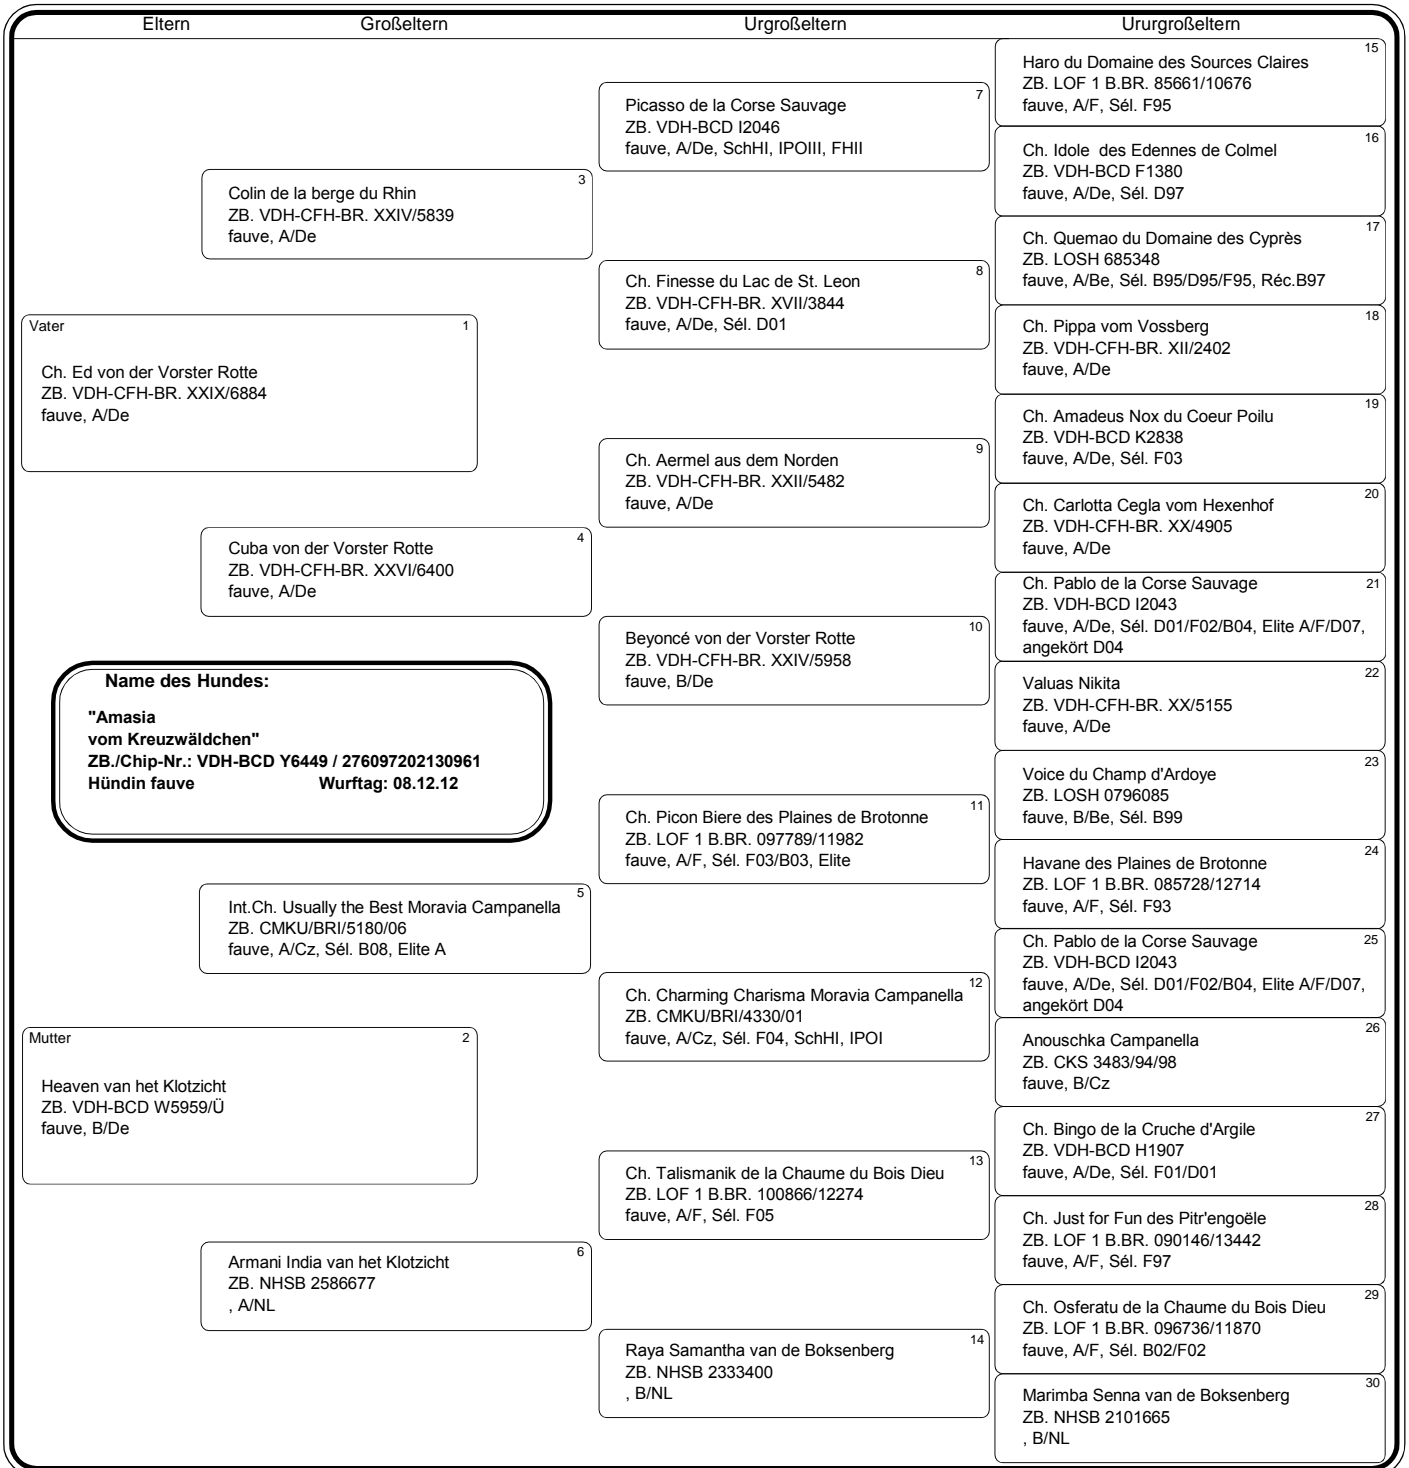 Eltern Großeltern Urgroßeltern Ururgroßeltern
Vater 1
Ch. Ed von der Vorster Rotte
ZB. VDH-CFH-BR. XXIX/6884
fauve, A/De
Name des Hundes:
"Amasia
vom Kreuzwäldchen"
ZB./Chip-Nr.: VDH-BCD Y6449 / 276097202130961
Hündin fauve Wurftag: 08.12.12
Mutter 2
Heaven van het Klotzicht
ZB. VDH-BCD W5959/Ü
fauve, B/De
3
Colin de la berge du Rhin
ZB. VDH-CFH-BR. XXIV/5839
fauve, A/De
4
Cuba von der Vorster Rotte
ZB. VDH-CFH-BR. XXVI/6400
fauve, A/De
5
Int.Ch. Usually the Best Moravia Campanella
ZB. CMKU/BRI/5180/06
fauve, A/Cz, Sél. B08, Elite A
6
Armani India van het Klotzicht
ZB. NHSB 2586677
, A/NL
7
Picasso de la Corse Sauvage
ZB. VDH-BCD I2046
fauve, A/De, SchHI, IPOIII, FHII
8
Ch. Finesse du Lac de St. Leon
ZB. VDH-CFH-BR. XVII/3844
fauve, A/De, Sél. D01
9
Ch. Aermel aus dem Norden
ZB. VDH-CFH-BR. XXII/5482
fauve, A/De
10
Beyoncé von der Vorster Rotte
ZB. VDH-CFH-BR. XXIV/5958
fauve, B/De
11
Ch. Picon Biere des Plaines de Brotonne
ZB. LOF 1 B.BR. 097789/11982
fauve, A/F, Sél. F03/B03, Elite
12
Ch. Charming Charisma Moravia Campanella
ZB. CMKU/BRI/4330/01
fauve, A/Cz, Sél. F04, SchHI, IPOI
13
Ch. Talismanik de la Chaume du Bois Dieu
ZB. LOF 1 B.BR. 100866/12274
fauve, A/F, Sél. F05
14
Raya Samantha van de Boksenberg
ZB. NHSB 2333400
, B/NL
15
Haro du Domaine des Sources Claires
ZB. LOF 1 B.BR. 85661/10676
fauve, A/F, Sél. F95
16
Ch. Idole  des Edennes de Colmel
ZB. VDH-BCD F1380
fauve, A/De, Sél. D97
17
Ch. Quemao du Domaine des Cyprès
ZB. LOSH 685348
fauve, A/Be, Sél. B95/D95/F95, Réc.B97
18
Ch. Pippa vom Vossberg
ZB. VDH-CFH-BR. XII/2402
fauve, A/De
19
Ch. Amadeus Nox du Coeur Poilu
ZB. VDH-BCD K2838
fauve, A/De, Sél. F03
20
Ch. Carlotta Cegla vom Hexenhof
ZB. VDH-CFH-BR. XX/4905
fauve, A/De
21
Ch. Pablo de la Corse Sauvage
ZB. VDH-BCD I2043
fauve, A/De, Sél. D01/F02/B04, Elite A/F/D07,
angekört D04
22
Valuas Nikita
ZB. VDH-CFH-BR. XX/5155
fauve, A/De
23
Voice du Champ d'Ardoye
ZB. LOSH 0796085
fauve, B/Be, Sél. B99
24
Havane des Plaines de Brotonne
ZB. LOF 1 B.BR. 085728/12714
fauve, A/F, Sél. F93
25
Ch. Pablo de la Corse Sauvage
ZB. VDH-BCD I2043
fauve, A/De, Sél. D01/F02/B04, Elite A/F/D07,
angekört D04
26
Anouschka Campanella
ZB. CKS 3483/94/98
fauve, B/Cz
27
Ch. Bingo de la Cruche d'Argile
ZB. VDH-BCD H1907
fauve, A/De, Sél. F01/D01
28
Ch. Just for Fun des Pitr'engoële
ZB. LOF 1 B.BR. 090146/13442
fauve, A/F, Sél. F97
29
Ch. Osferatu de la Chaume du Bois Dieu
ZB. LOF 1 B.BR. 096736/11870
fauve, A/F, Sél. B02/F02
30
Marimba Senna van de Boksenberg
ZB. NHSB 2101665
, B/NL